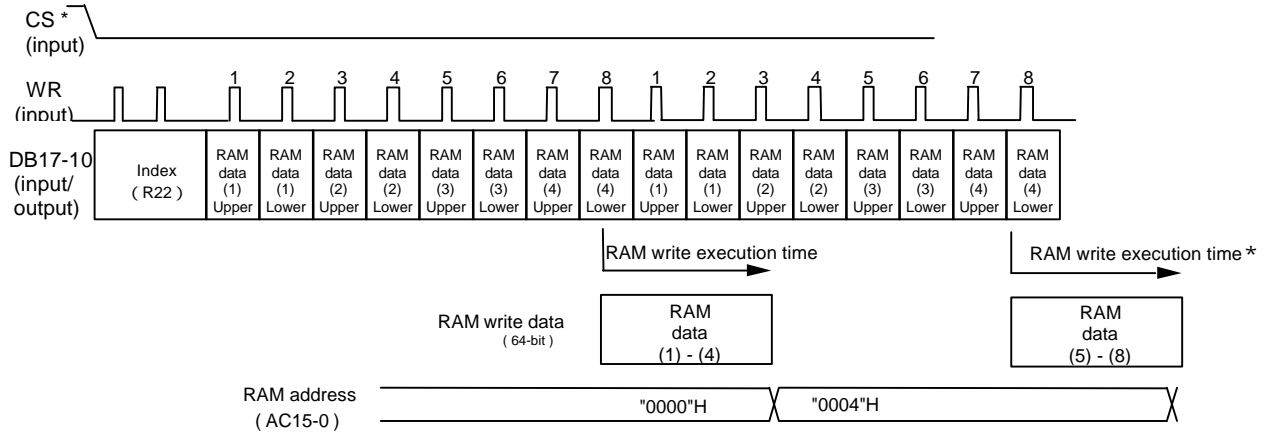 CS *
(input)
WR
(input)
1 2 3 4 5 6 7 8 1 2 3 4 5 6 7 8
DB17-10
(input/
output)
Index
( R22 )
RAM data (1) Upper
RAM data (1) Lower
RAM data (2) Upper
RAM data (2) Lower
RAM data (3) Upper
RAM data (3) Lower
RAM data (4) Upper
RAM data (4) Lower
RAM data (1) Upper
RAM data (1) Lower
RAM data (2) Upper
RAM data (2) Lower
RAM data (3) Upper
RAM data (3) Lower
RAM data (4) Upper
RAM data (4) Lower
RAM write execution time
RAM write execution time *
RAM write data
( 64-bit )
RAM
data
(1) - (4)
RAM
data
(5) - (8)
RAM address
( AC15-0 )
"0000"H
"0004"H